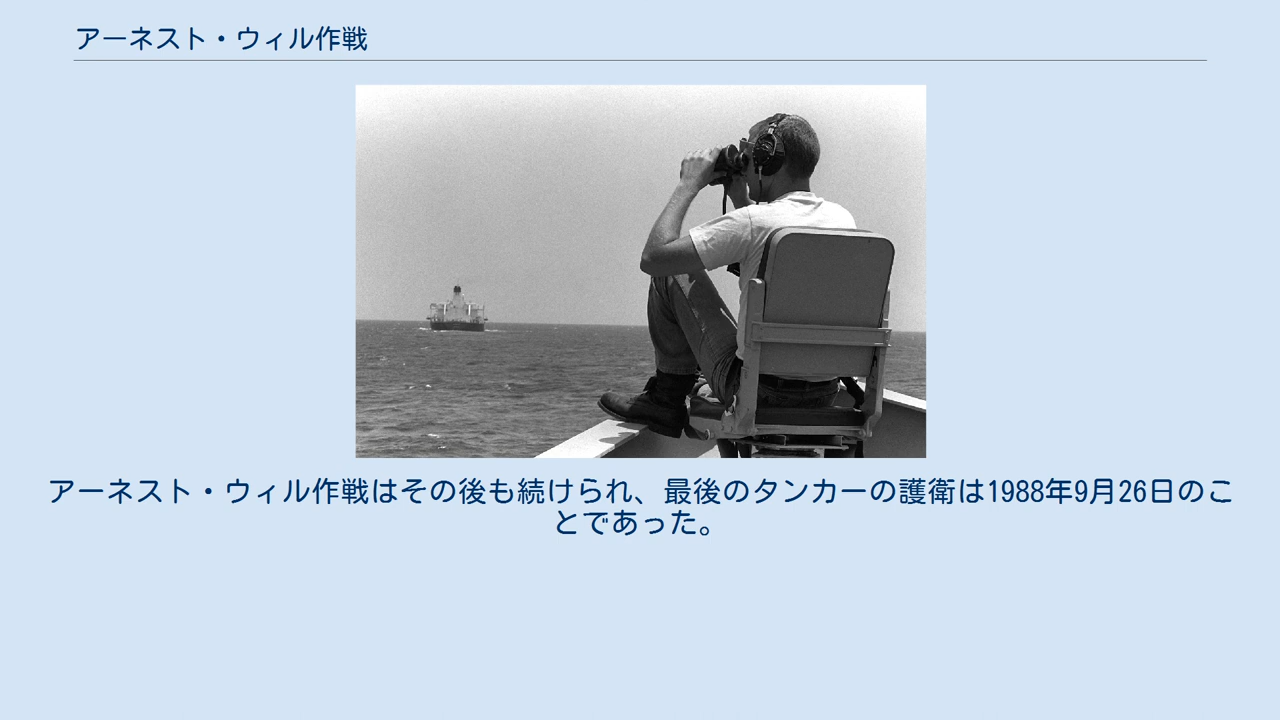 アーネスト・ウィル作戦
アーネスト・ウィル作戦はその後も続けられ、最後のタンカーの護衛は1988年9月26日のこ
とであった。